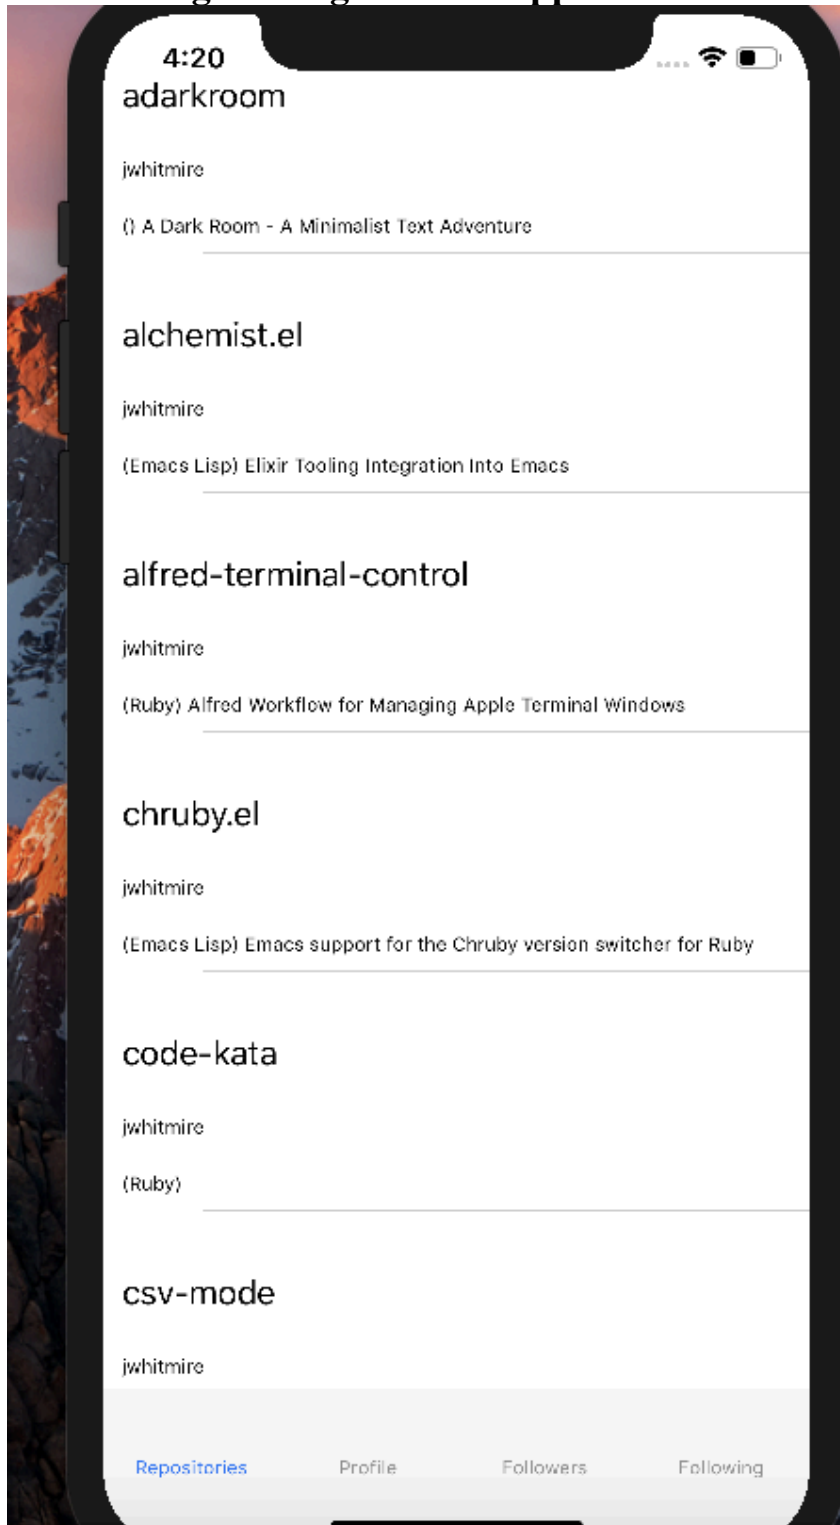 4:20
adarkroom
jwhitmire
() A Dark Room - A Minimalist Text Adventure
alchemist.el
jwhitmire
(Emacs Lisp) Elixir Tooling Integration Into Emacs
alfred-terminal-control
jwhitmire
(Ruby) Alfred Workflow for Managing Apple Terminal Windows
chruby.el
jwhitmire
(Emacs Lisp) Emacs support for the Chruby version switcher for Ruby
code-kata
jwhitmire
(Ruby)
csv-mode
jwhitmire
Repositories Profile Followers Following